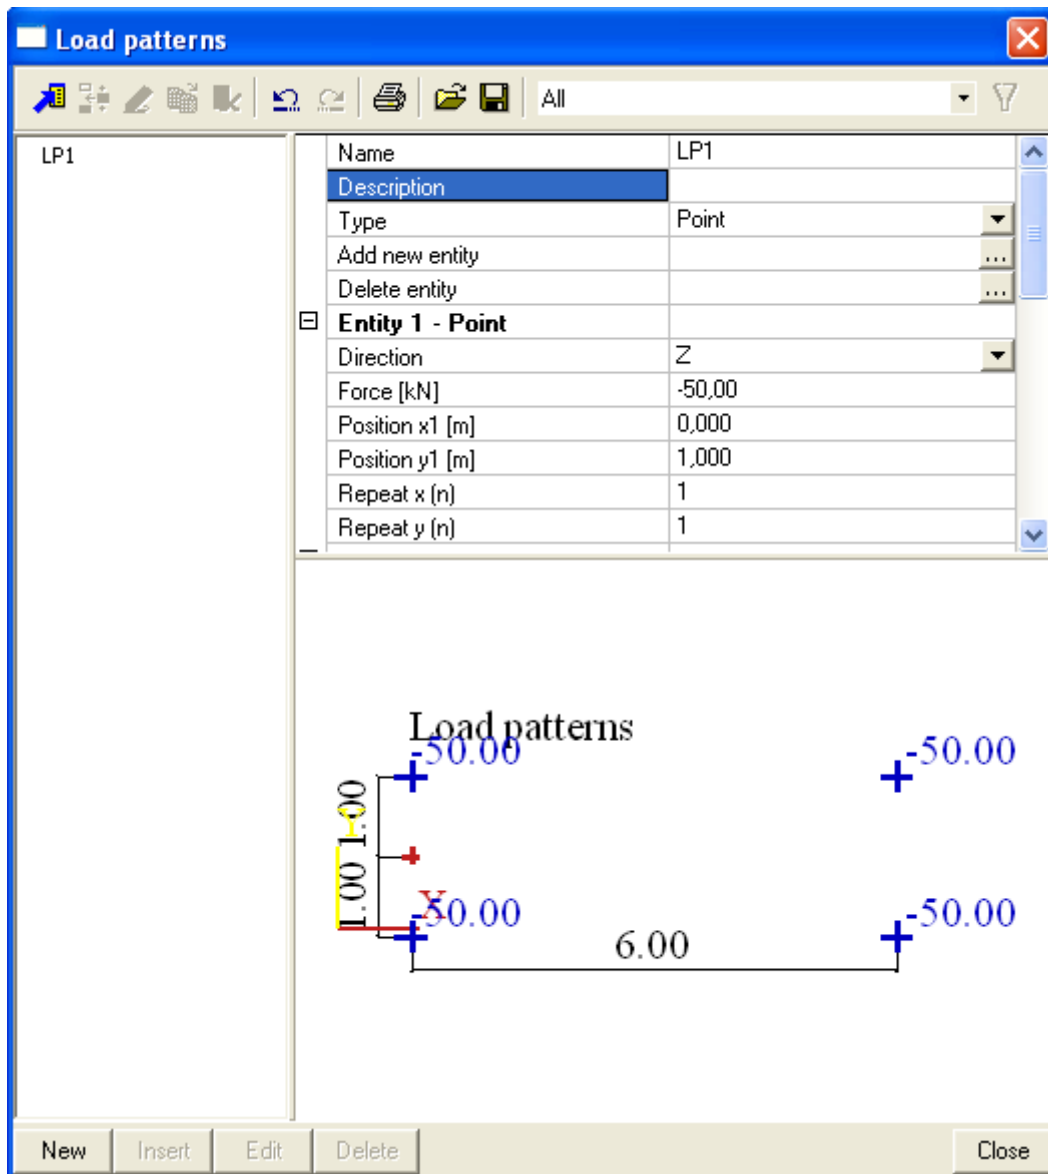 Load patterns
All
LP1
Name LP1
Description
Type Point
Add new entity ...
Delete entity ...
Entity 1 - Point
Direction Z
Force [kN] -50,00
Position x1 [m] 0,000
Position y1 [m] 1,000
Repeat x (n) 1
Repeat y (n) 1
Load patterns
-50.00 -50.00
1.00 1.00
Y
X
-50.00 -50.00
6.00
New Insert Edit Delete Close